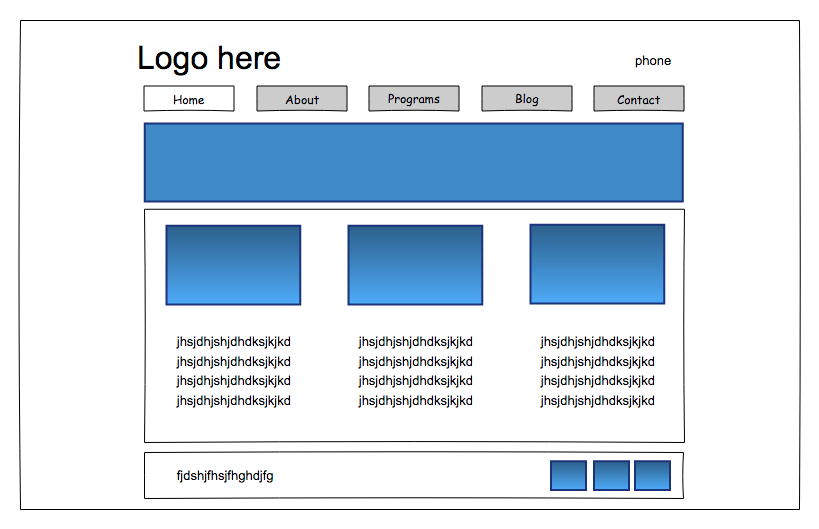 Logo here
phone
Home
About
Programs
Blog
Contact
jhsjdhjshjdhdksjkjkd
jhsjdhjshjdhdksjkjkd
jhsjdhjshjdhdksjkjkd
jhsjdhjshjdhdksjkjkd
jhsjdhjshjdhdksjkjkd
jhsjdhjshjdhdksjkjkd
jhsjdhjshjdhdksjkjkd
jhsjdhjshjdhdksjkjkd
jhsjdhjshjdhdksjkjkd
jhsjdhjshjdhdksjkjkd
jhsjdhjshjdhdksjkjkd
jhsjdhjshjdhdksjkjkd
fjdshjfhsjfhghdjfg